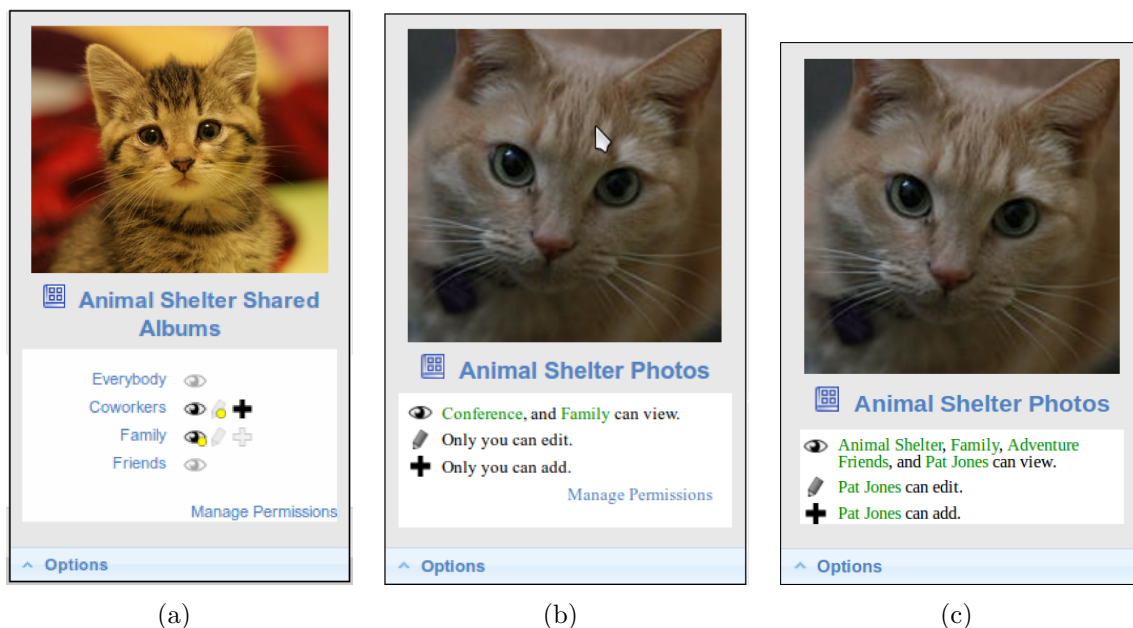 Animal Shelter Shared
Albums
Everybody
Coworkers
Family
Friends
Manage Permissions
Options
(a)
Animal Shelter Photos
Conference, and Family can view.
Only you can edit.
Only you can add.
Manage Permissions
Options
(b)
Animal Shelter Photos
Animal Shelter, Family, Adventure
Friends, and Pat Jones can view.
Pat Jones can edit.
Pat Jones can add.
Options
(c)